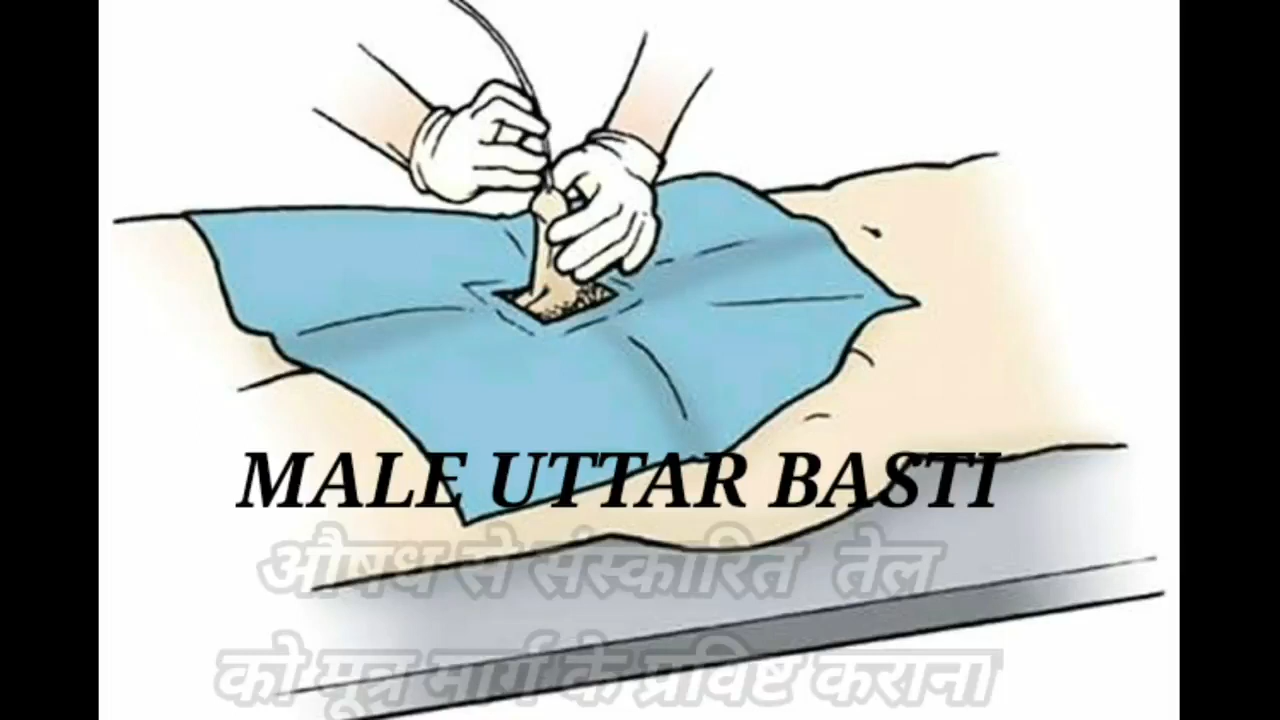 MALE UTTAR BASTI
औषध से संस्कारित तेल
को मूत्र मार्ग के प्रविष्ट कराना